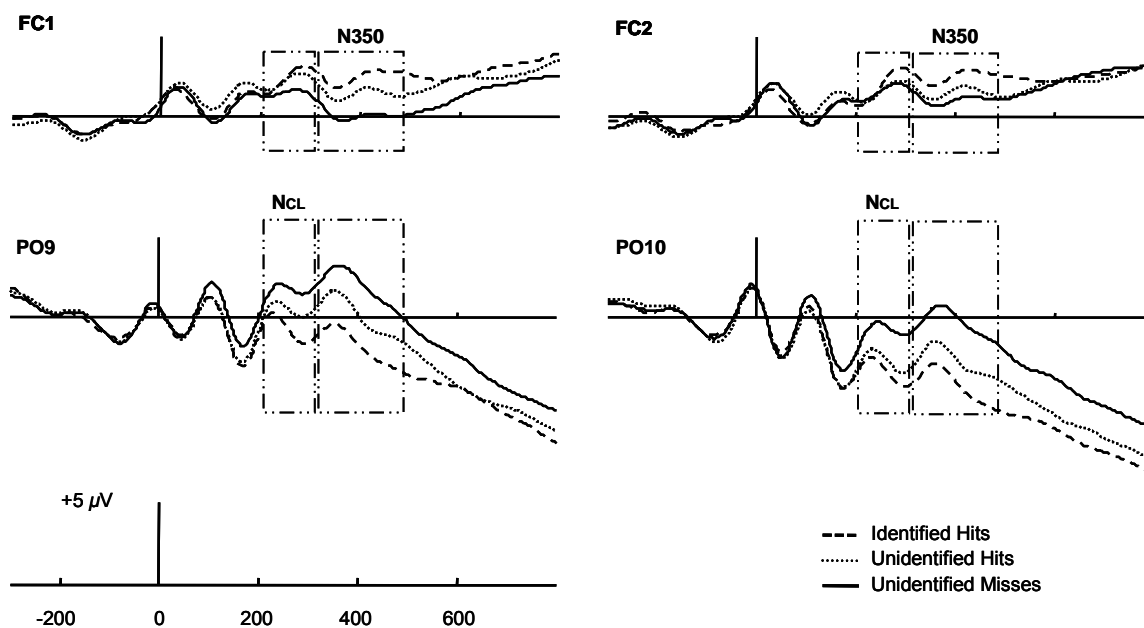 FC1
N350
FC2
N350
NCL
PO9
NCL
PO10
+5 µV
Identified Hits
Unidentified Hits
Unidentified Misses
-200 0 200 400 600